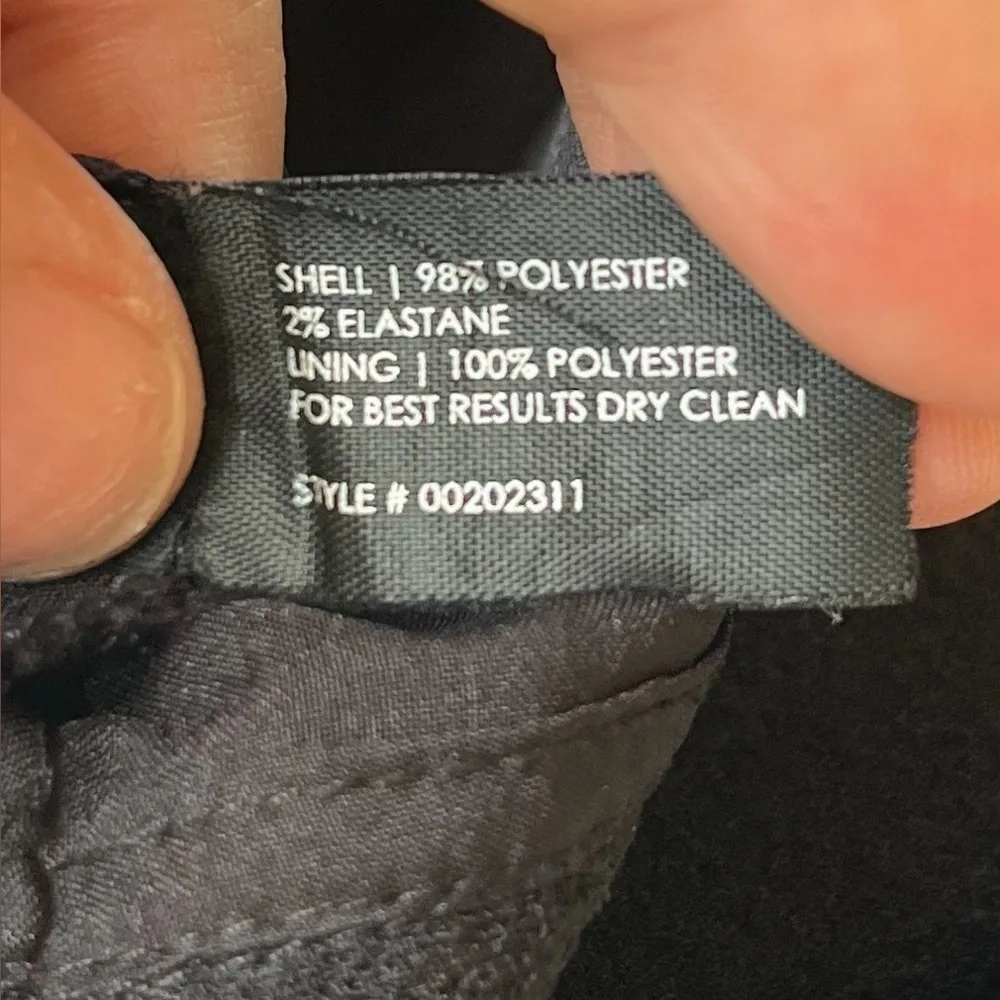 SHELL | 98% POLYESTER
2% ELASTANE
LINING | 100% POLYESTER
FOR BEST RESULTS DRY CLEAN
STYLE # 00202311